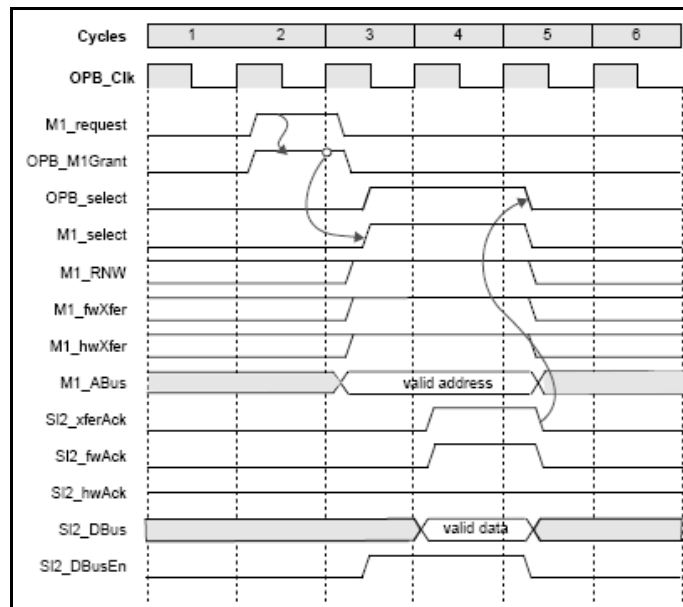 Cycles 1 2 3 4 5 6
OPB_Clk
M1_request
OPB_M1Grant
OPB_select
M1_select
M1_RNW
M1_fwXfer
M1_hwXfer
M1_ABus valid address
Sl2_xferAck
Sl2_fwAck
Sl2_hwAck
Sl2_DBus valid data
Sl2_DBusEn